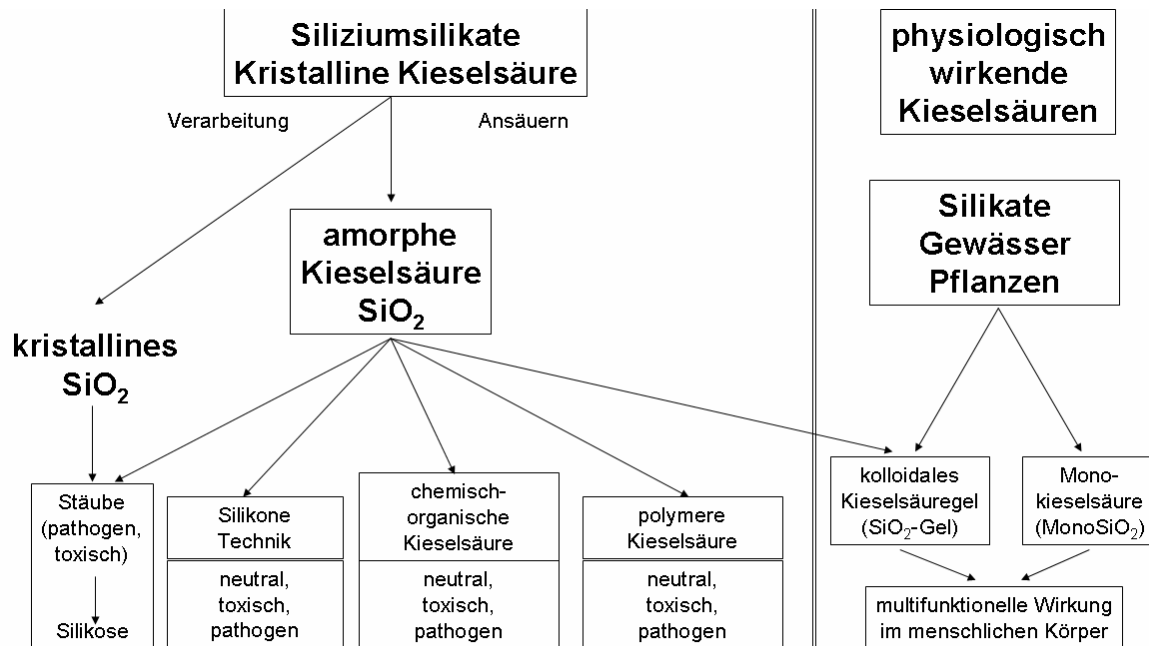 Siliziumsilikate
Kristalline Kieselsäure
Verarbeitung
Ansäuern
amorphe
Kieselsäure
SiO₂
kristallines
SiO₂
Stäube
(pathogen,
toxisch)
Silikose
Silikone
Technik
neutral,
toxisch,
pathogen
chemisch-
organische
Kieselsäure
neutral,
toxisch,
pathogen
polymere
Kieselsäure
neutral,
toxisch,
pathogen
physiologisch
wirkende
Kieselsäuren
Silikate
Gewässer
Pflanzen
kolloidales
Kieselsäuregel
(SiO₂-Gel)
Mono-
kieselsäure
(MonoSiO₂)
multifunktionelle Wirkung
im menschlichen Körper